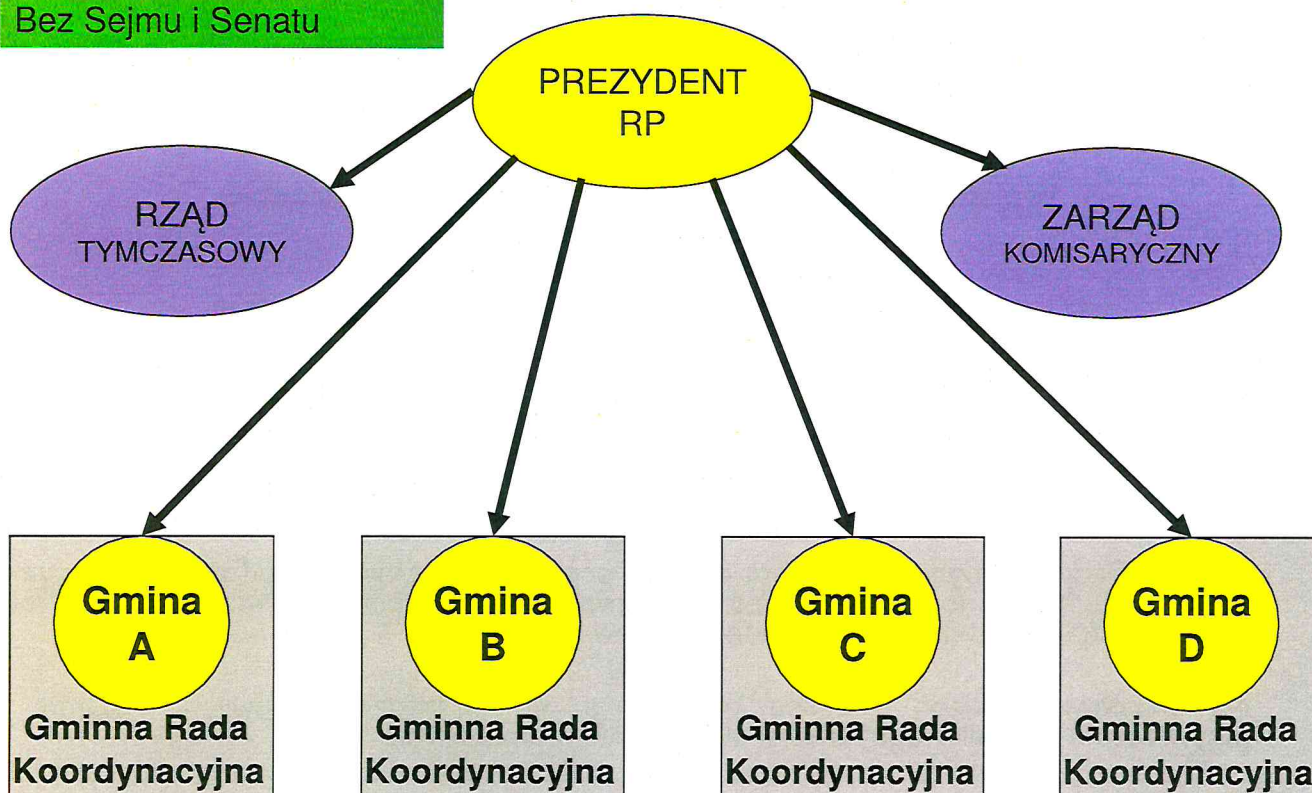 Bez Sejmu i Senatu
PREZYDENT
RP
RZĄD
TYMCZASOWY
ZARZĄD
KOMISARYCZNY
Gmina
A
Gminna Rada
Koordynacyjna
Gmina
B
Gminna Rada
Koordynacyjna
Gmina
C
Gminna Rada
Koordynacyjna
Gmina
D
Gminna Rada
Koordynacyjna